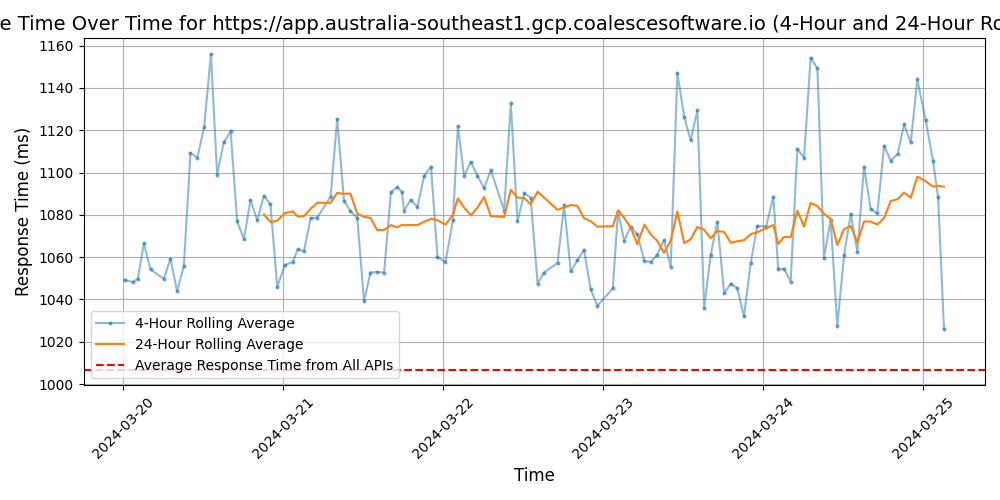 e Time Over Time for https://app.australia-southeast1.gcp.coalescesoftware.io (4-Hour and 24-Hour Ro
Response Time (ms)
1160
1140
1120
1100
1080
1060
1040
1020
1000
4-Hour Rolling Average
24-Hour Rolling Average
Average Response Time from All APIs
2024-03-20
2024-03-21
2024-03-22
2024-03-23
2024-03-24
2024-03-25
Time